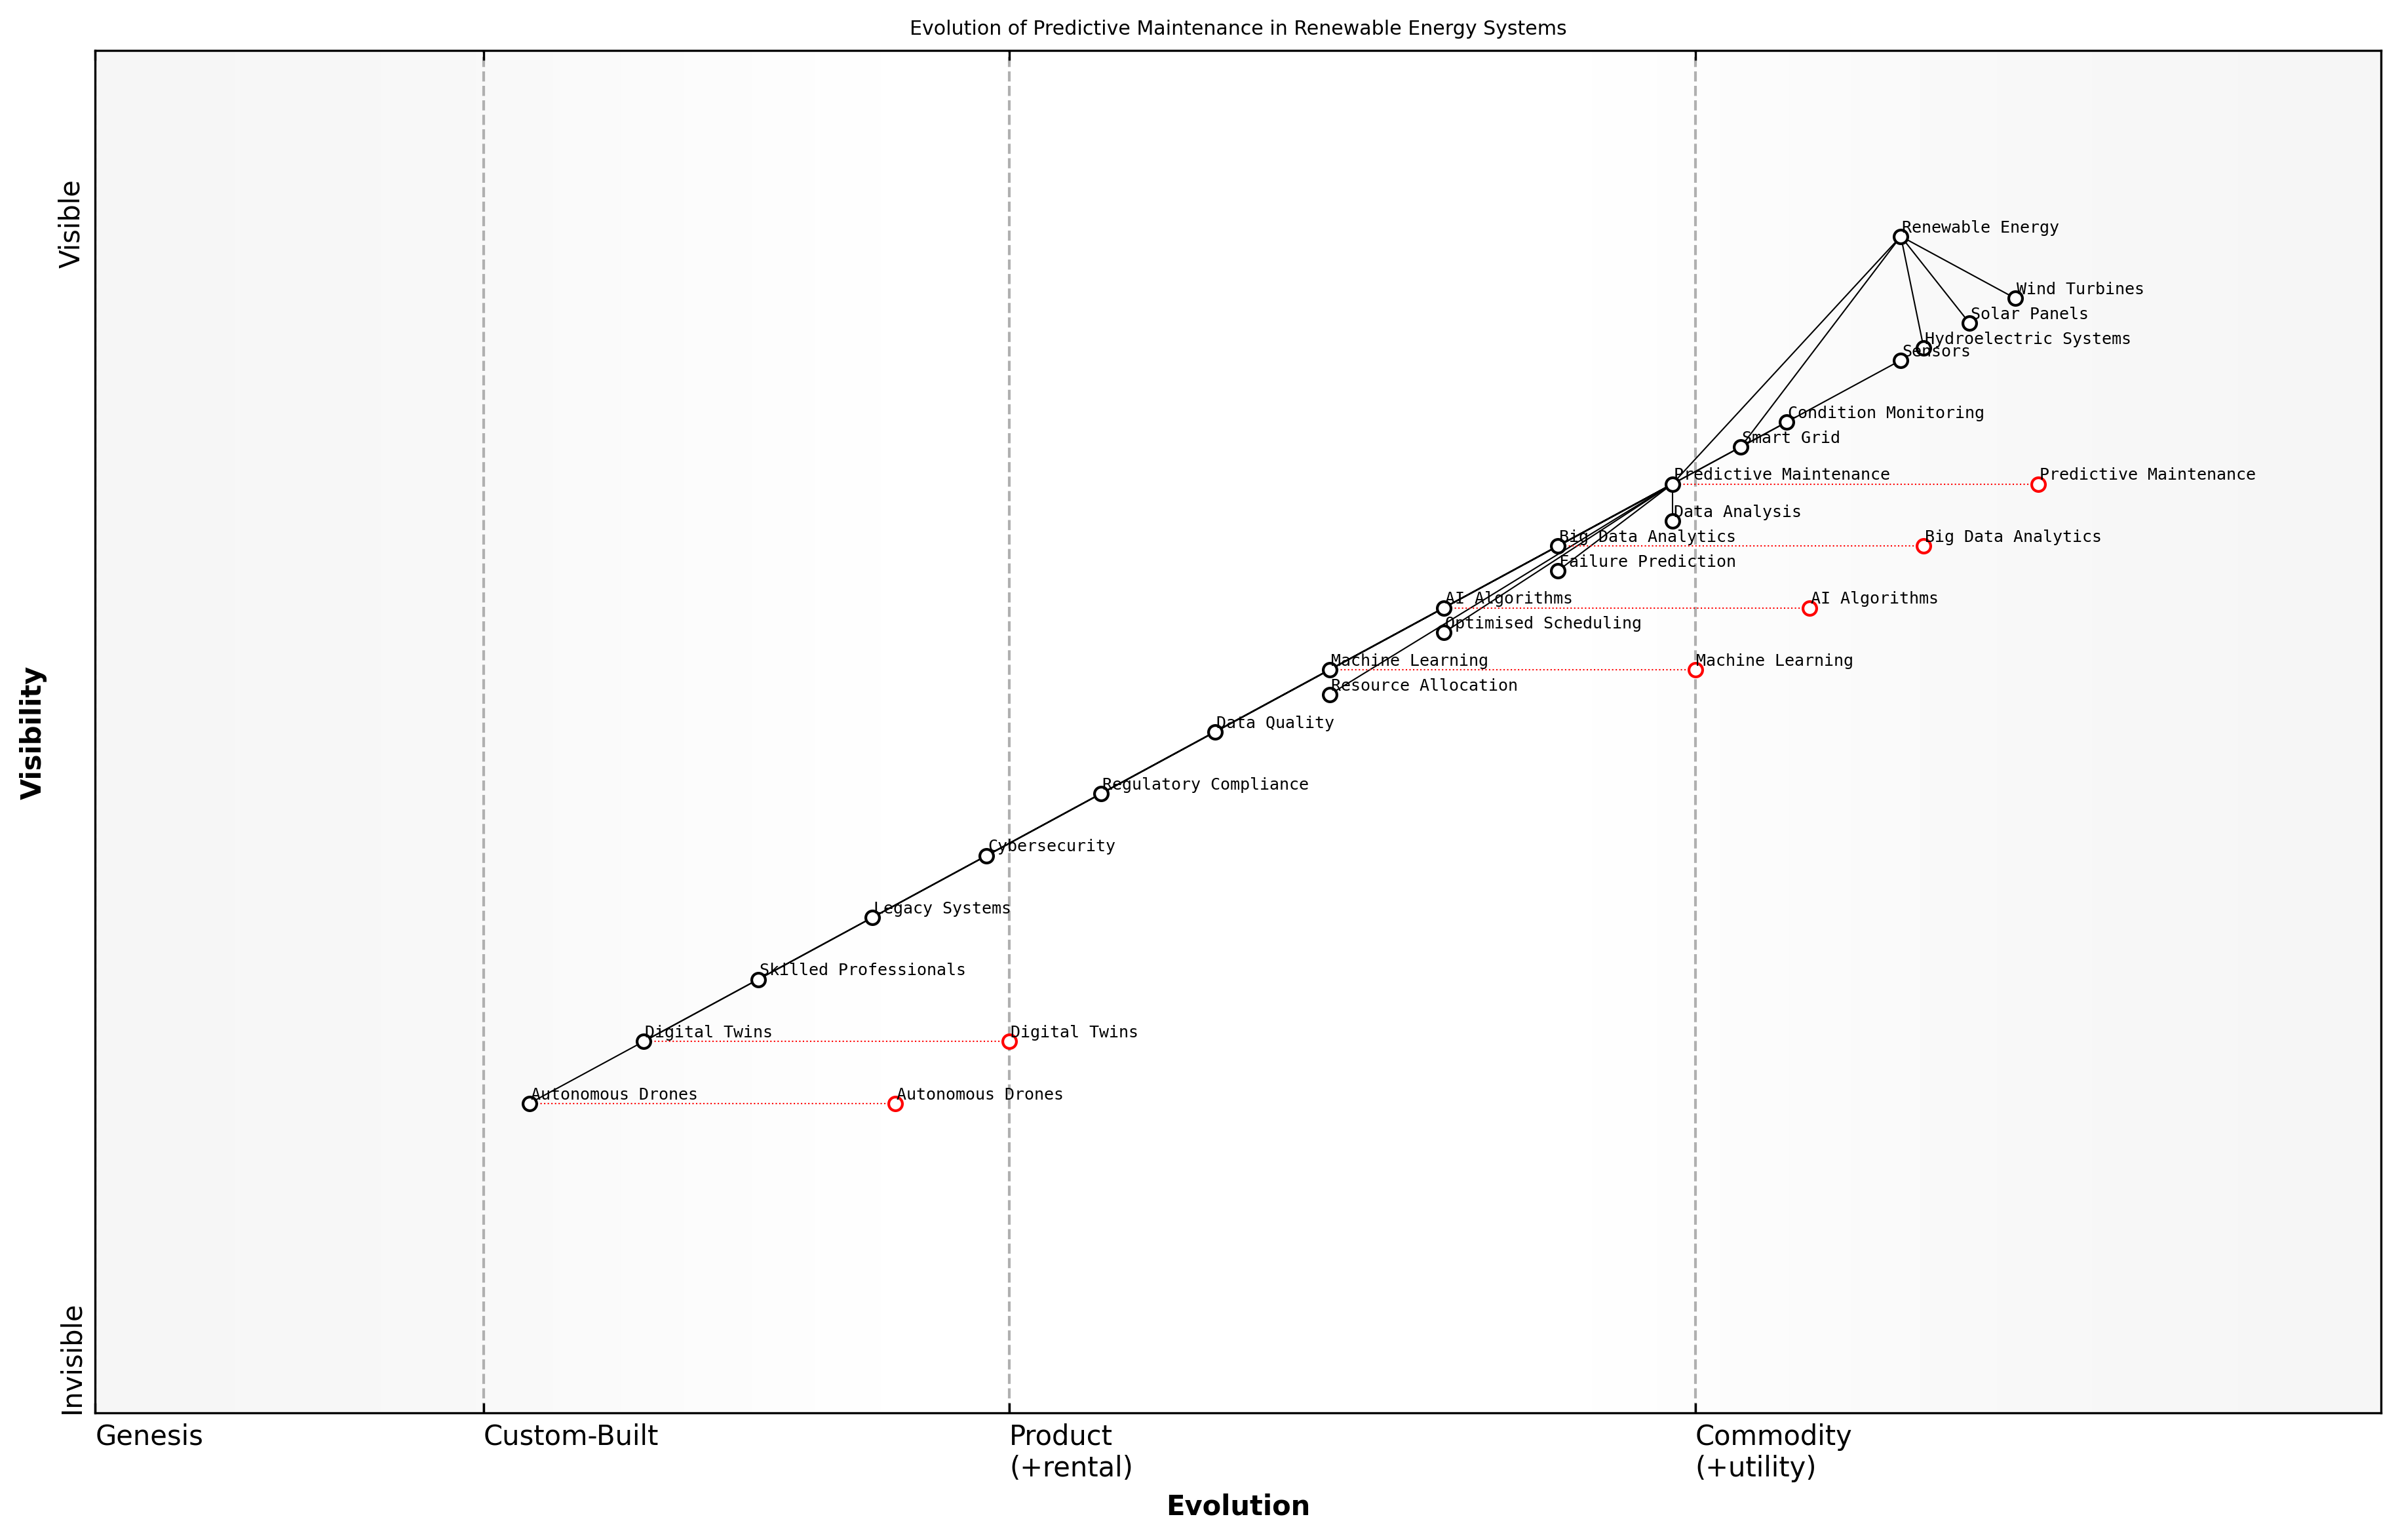 Evolution of Predictive Maintenance in Renewable Energy Systems
Visible
Renewable Energy
Wind Turbines
Solar Panels
Hydroelectric Systems
Sensors
Condition Monitoring
Smart Grid
Predictive Maintenance
Predictive Maintenance
Data Analysis
Big Data Analytics
Big Data Analytics
Failure Prediction
AI Algorithms
AI Algorithms
Optimised Scheduling
Machine Learning
Machine Learning
Resource Allocation
Data Quality
Visibility
Regulatory Compliance
Cybersecurity
Legacy Systems
Skilled Professionals
Digital Twins
Digital Twins
Autonomous Drones
Autonomous Drones
Invisible
Genesis
Custom-Built
Product
(+rental)
Commodity
(+utility)
Evolution